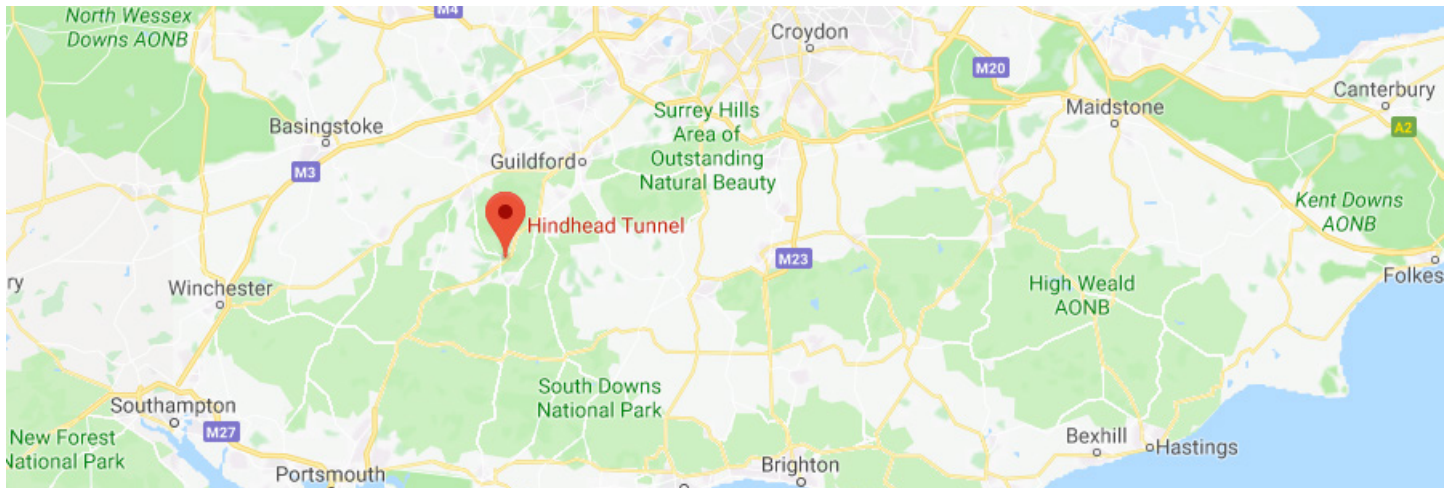 North Wessex
Downs AONB
M4
Croydon
M20
Surrey Hills
Area of
Outstanding
Natural Beauty
Maidstone
Canterbury
A2
Basingstoke
Guildford
M3
Kent Downs
AONB
Hindhead Tunnel
M23
ry
Winchester
High Weald
AONB
Folkes
South Downs
National Park
Southampton
M27
New Forest
National Park
Portsmouth
Brighton
Bexhill
Hastings